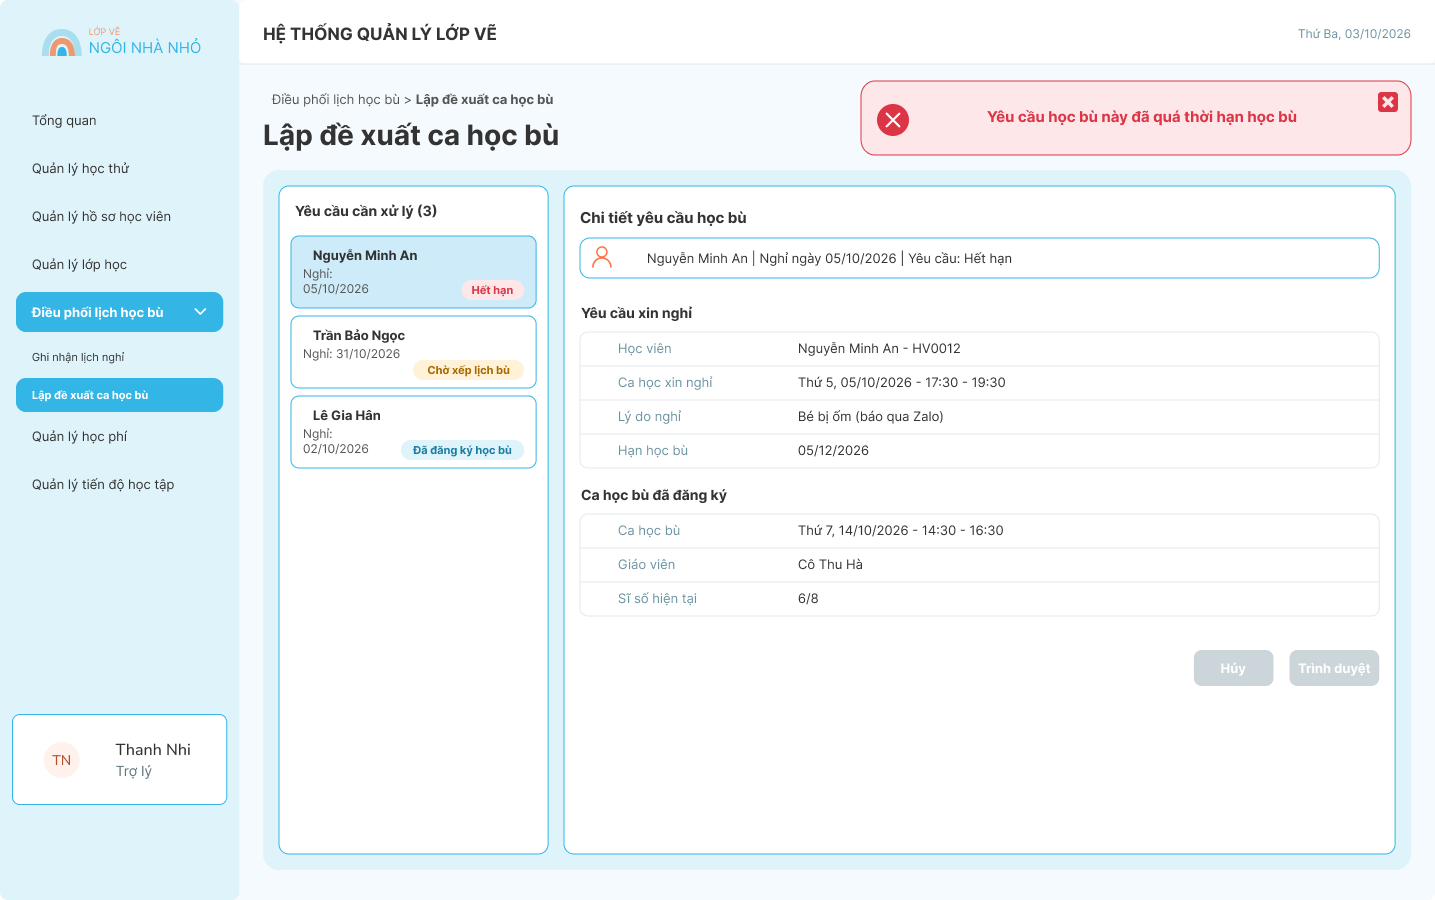 LỚP VẼ
NGÔI NHÀ NHỎ
HỆ THỐNG QUẢN LÝ LỚP VẼ
Thứ Ba, 03/10/2026
Tổng quan
Quản lý học thử
Quản lý hồ sơ học viên
Quản lý lớp học
Điều phối lịch học bù
Ghi nhận lịch nghỉ
Lập đề xuất ca học bù
Quản lý học phí
Quản lý tiến độ học tập
TN
Thanh Nhi
Trợ lý
Điều phối lịch học bù > Lập đề xuất ca học bù
Lập đề xuất ca học bù
Yêu cầu học bù này đã quá thời hạn học bù
Yêu cầu cần xử lý (3)
Nguyễn Minh An
Nghỉ:
05/10/2026
Hết hạn
Trần Bảo Ngọc
Nghỉ: 31/10/2026
Chờ xếp lịch bù
Lê Gia Hân
Nghỉ:
02/10/2026
Đã đăng ký học bù
Chi tiết yêu cầu học bù
Nguyễn Minh An | Nghỉ ngày 05/10/2026 | Yêu cầu: Hết hạn
Yêu cầu xin nghỉ
Học viên Nguyễn Minh An - HV0012
Ca học xin nghỉ Thứ 5, 05/10/2026 - 17:30 - 19:30
Lý do nghỉ Bé bị ốm (báo qua Zalo)
Hạn học bù 05/12/2026
Ca học bù đã đăng ký
Ca học bù Thứ 7, 14/10/2026 - 14:30 - 16:30
Giáo viên Cô Thu Hà
Sĩ số hiện tại 6/8
Hủy
Trình duyệt